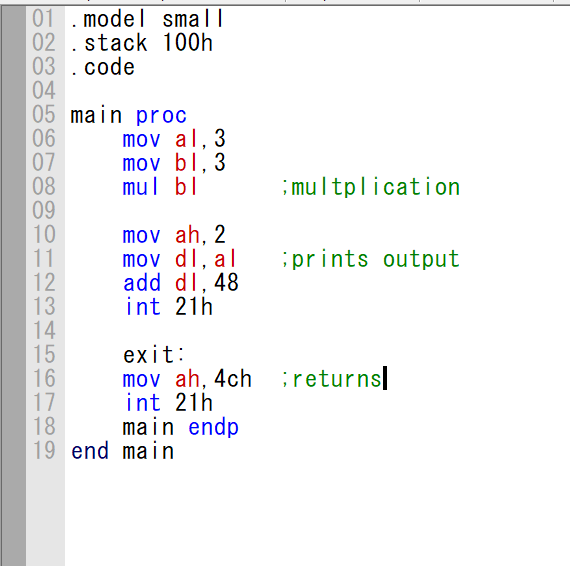 01 .model small
02 .stack 100h
03 .code
04
05 main proc
06     mov al,3
07     mov bl,3
08     mul bl      ;multplication
09
10     mov ah,2
11     mov dl,al   ;prints output
12     add dl,48
13     int 21h
14
15     exit:
16     mov ah,4ch  ;returns
17     int 21h
18     main endp
19 end main